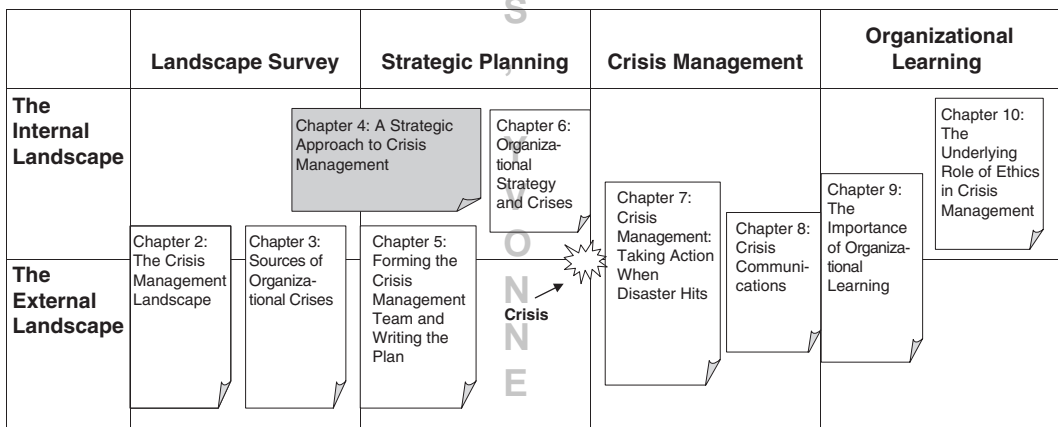 Landscape Survey
Strategic Planning
Crisis Management
Organizational
Learning
The
Internal
Landscape
Chapter 4: A Strategic
Approach to Crisis
Management
Chapter 6:
Organiza-
tional
Strategy
and Crises
Chapter 10:
The
Underlying
Role of Ethics
in Crisis
Management
The
External
Landscape
Chapter 2:
The Crisis
Management
Landscape
Chapter 3:
Sources of
Organiza-
tional Crises
Chapter 5:
Forming the
Crisis
Management
Team and
Writing the
Plan
Crisis
Chapter 7:
Crisis
Management:
Taking Action
When
Disaster Hits
Chapter 8:
Crisis
Communi-
cations
Chapter 9:
The
Importance
of Organiza-
tional
Learning
S
,
Y
V
O
N
N
E